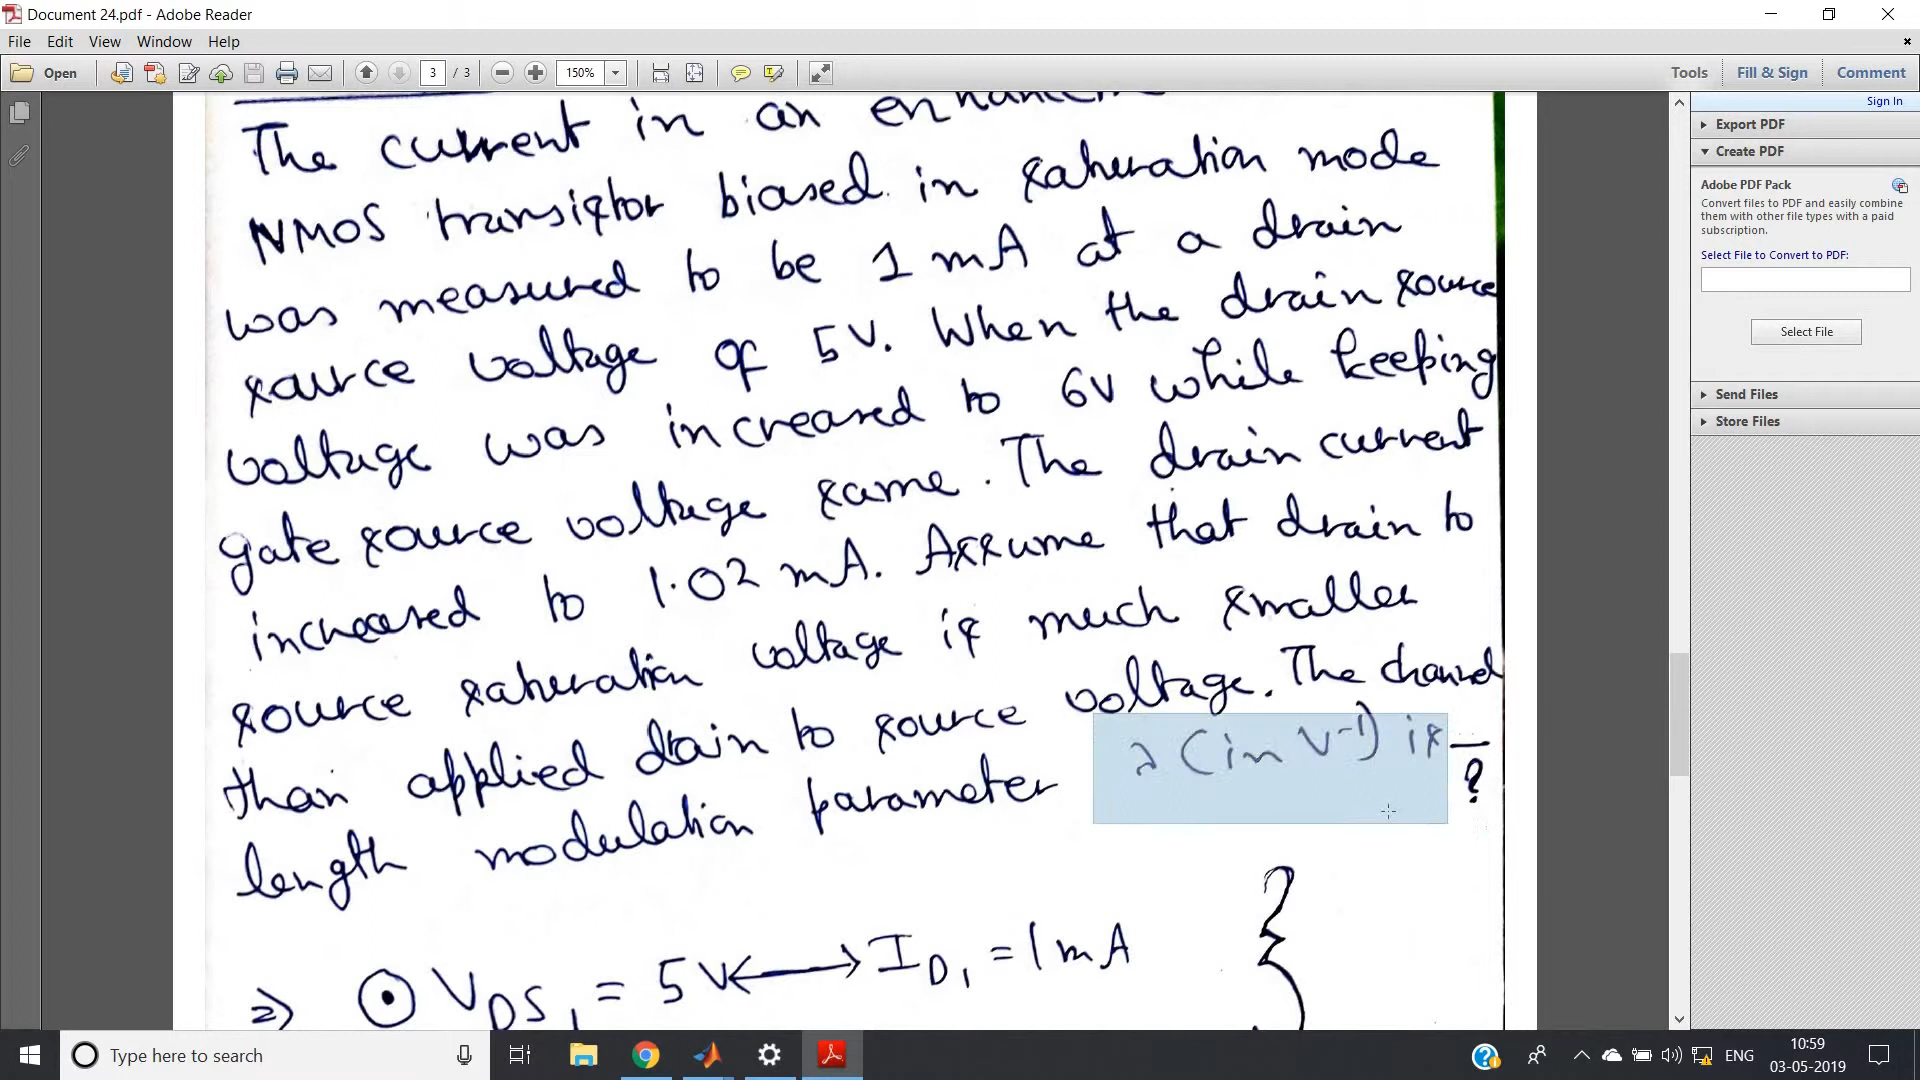 Document 24.pdf - Adobe Reader
File Edit View Window Help
Open 3 / 3 150% Tools Fill & Sign Comment
Sign In
Export PDF
Create PDF
Adobe PDF Pack
Convert files to PDF and easily combine
them with other file types with a paid
subscription.
Select File to Convert to PDF:
Select File
Send Files
Store Files
The current in an
NMOS transistor biased in saturation mode
was measured to be 1 mA at a drain
source voltage of 5V. When the drain source
voltage was increased to 6V while keeping
gate source voltage same. The drain current
increased to 1.02 mA. Assume that drain to
source saturation voltage is much smaller
than applied drain to source voltage. The channel
length modulation parameter λ (in V⁻¹) is _ ?
⇒ ⊙ V_DS₁ = 5V ⟷ I_D₁ = 1mA
Type here to search
ENG
10:59
03-05-2019